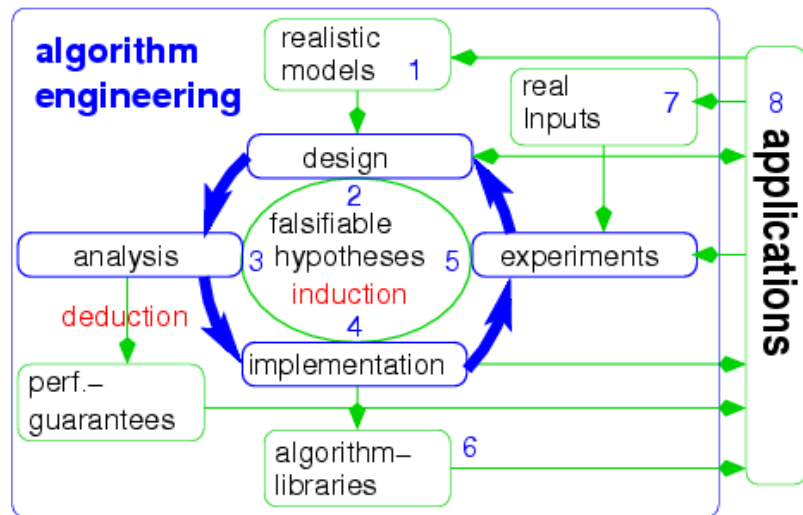 algorithm
engineering
realistic
models 1
real
Inputs 7
8
applications
design
2
falsifiable
hypotheses
induction
analysis
3
5
experiments
4
deduction
implementation
perf.–
guarantees
algorithm–
libraries
6